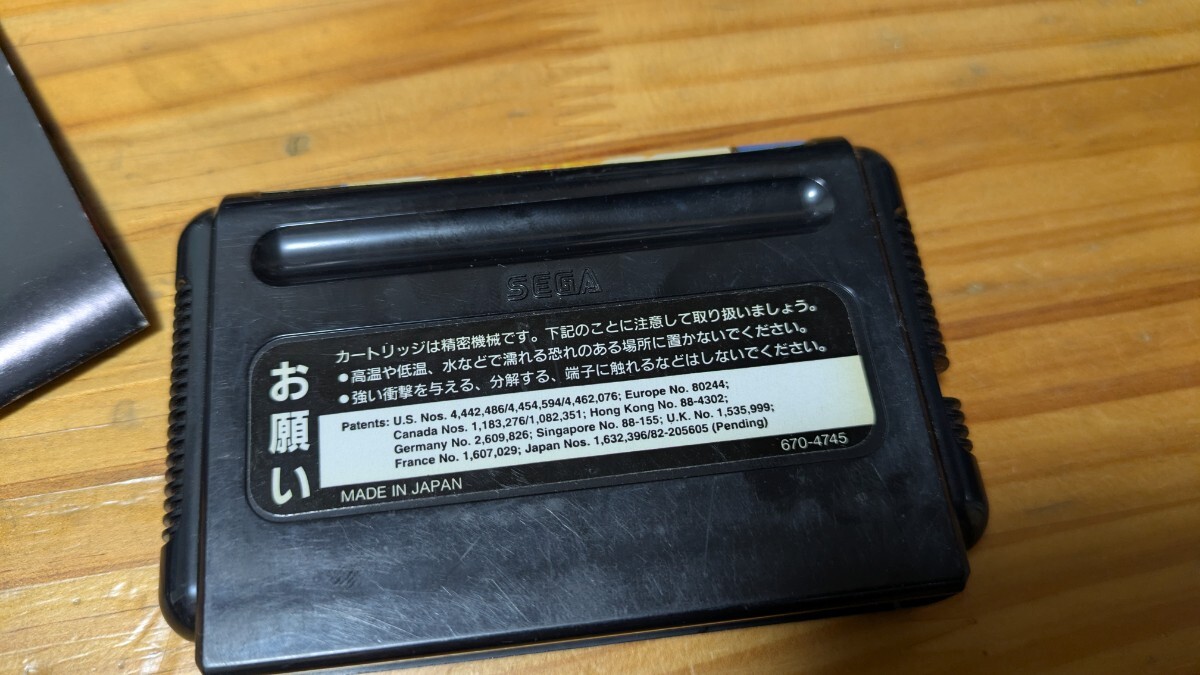 SEGA
お願い
カートリッジは精密機械です。下記のことに注意して取り扱いましょう。
●高温や低温、水などで濡れる恐れのある場所に置かないでください。
●強い衝撃を与える、分解する、端子に触れるなどはしないでください。
Patents: U.S. Nos. 4,442,486/4,454,594/4,462,076; Europe No. 80244;
Canada Nos. 1,183,276/1,082,351; Hong Kong No. 88-4302;
Germany No. 2,609,826; Singapore No. 88-155; U.K. No. 1,535,999;
France No. 1,607,029; Japan Nos. 1,632,396/82-205605 (Pending)
MADE IN JAPAN
670-4745